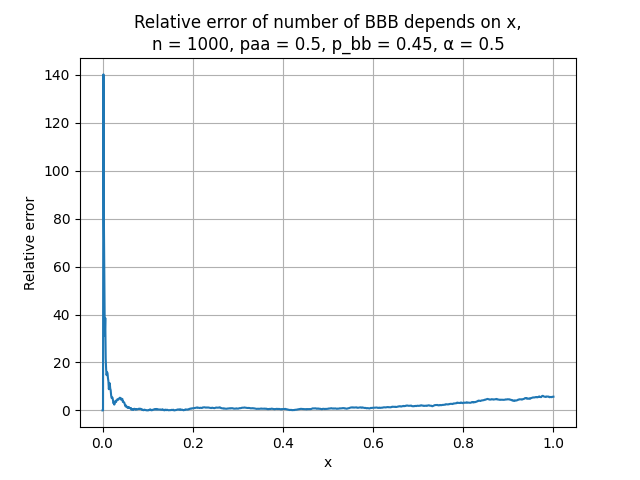 Relative error of number of BBB depends on x,
n = 1000, paa = 0.5, p_bb = 0.45, α = 0.5
Relative error
140
120
100
80
60
40
20
0
0.0 0.2 0.4 0.6 0.8 1.0
x